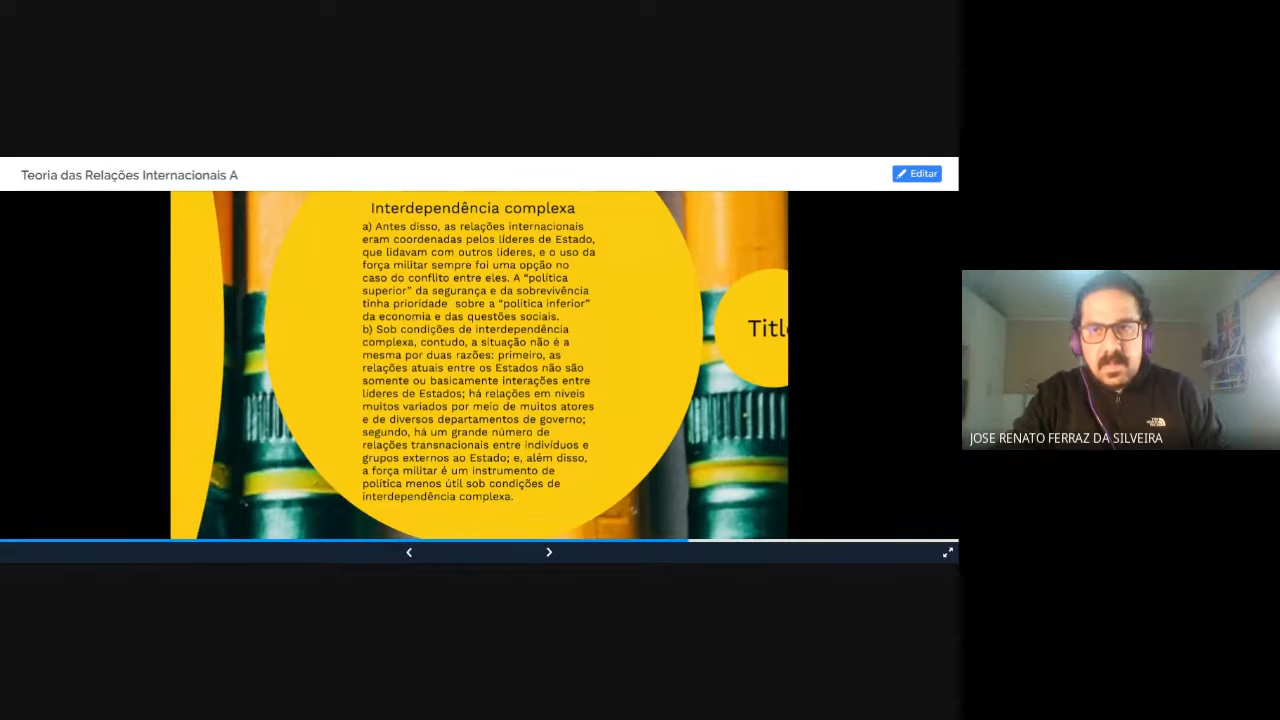 Teoria das Relações Internacionais A
Editar
Interdependência complexa
a) Antes disso, as relações internacionais
eram coordenadas pelos líderes de Estado,
que lidavam com outros líderes, e o uso da
força militar sempre foi uma opção no
caso do conflito entre eles. A “política
superior” da segurança e da sobrevivência
tinha prioridade sobre a “política inferior”
da economia e das questões sociais.
b) Sob condições de interdependência
complexa, contudo, a situação não é a
mesma por duas razões: primeiro, as
relações atuais entre os Estados não são
somente ou basicamente interações entre
líderes de Estados; há relações em níveis
muitos variados por meio de muitos atores
e de diversos departamentos de governo;
segundo, há um grande número de
relações transnacionais entre indivíduos e
grupos externos ao Estado; e, além disso,
a força militar é um instrumento de
política menos útil sob condições de
interdependência complexa.
Title
JOSE RENATO FERRAZ DA SILVEIRA